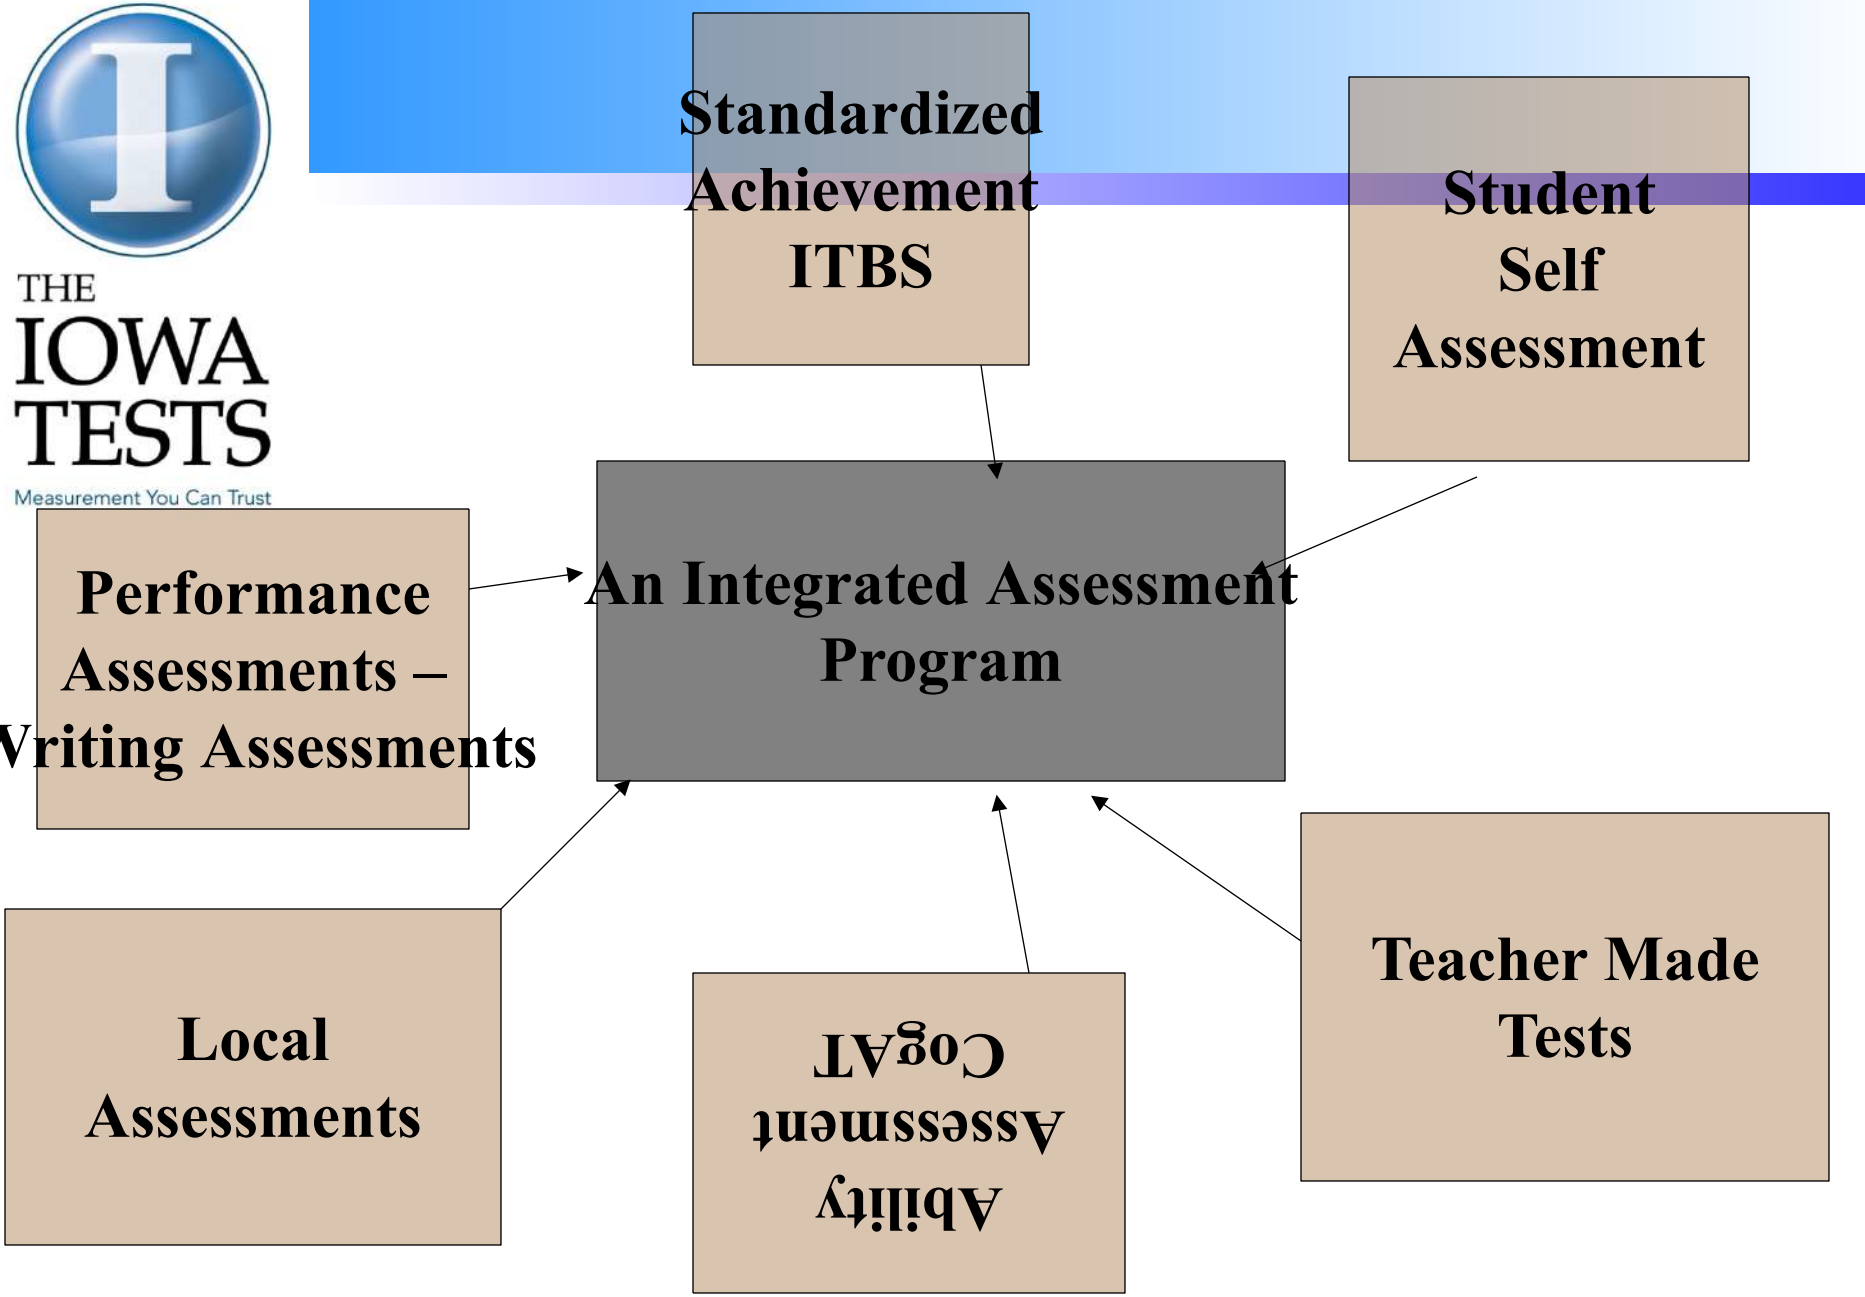 THE
IOWA
TESTS
Measurement You Can Trust
Standardized
Achievement
ITBS
Student
Self
Assessment
An Integrated Assessment
Program
Performance
Assessments –
Writing Assessments
Local
Assessments
Ability
Assessment
CogAT
Teacher Made
Tests